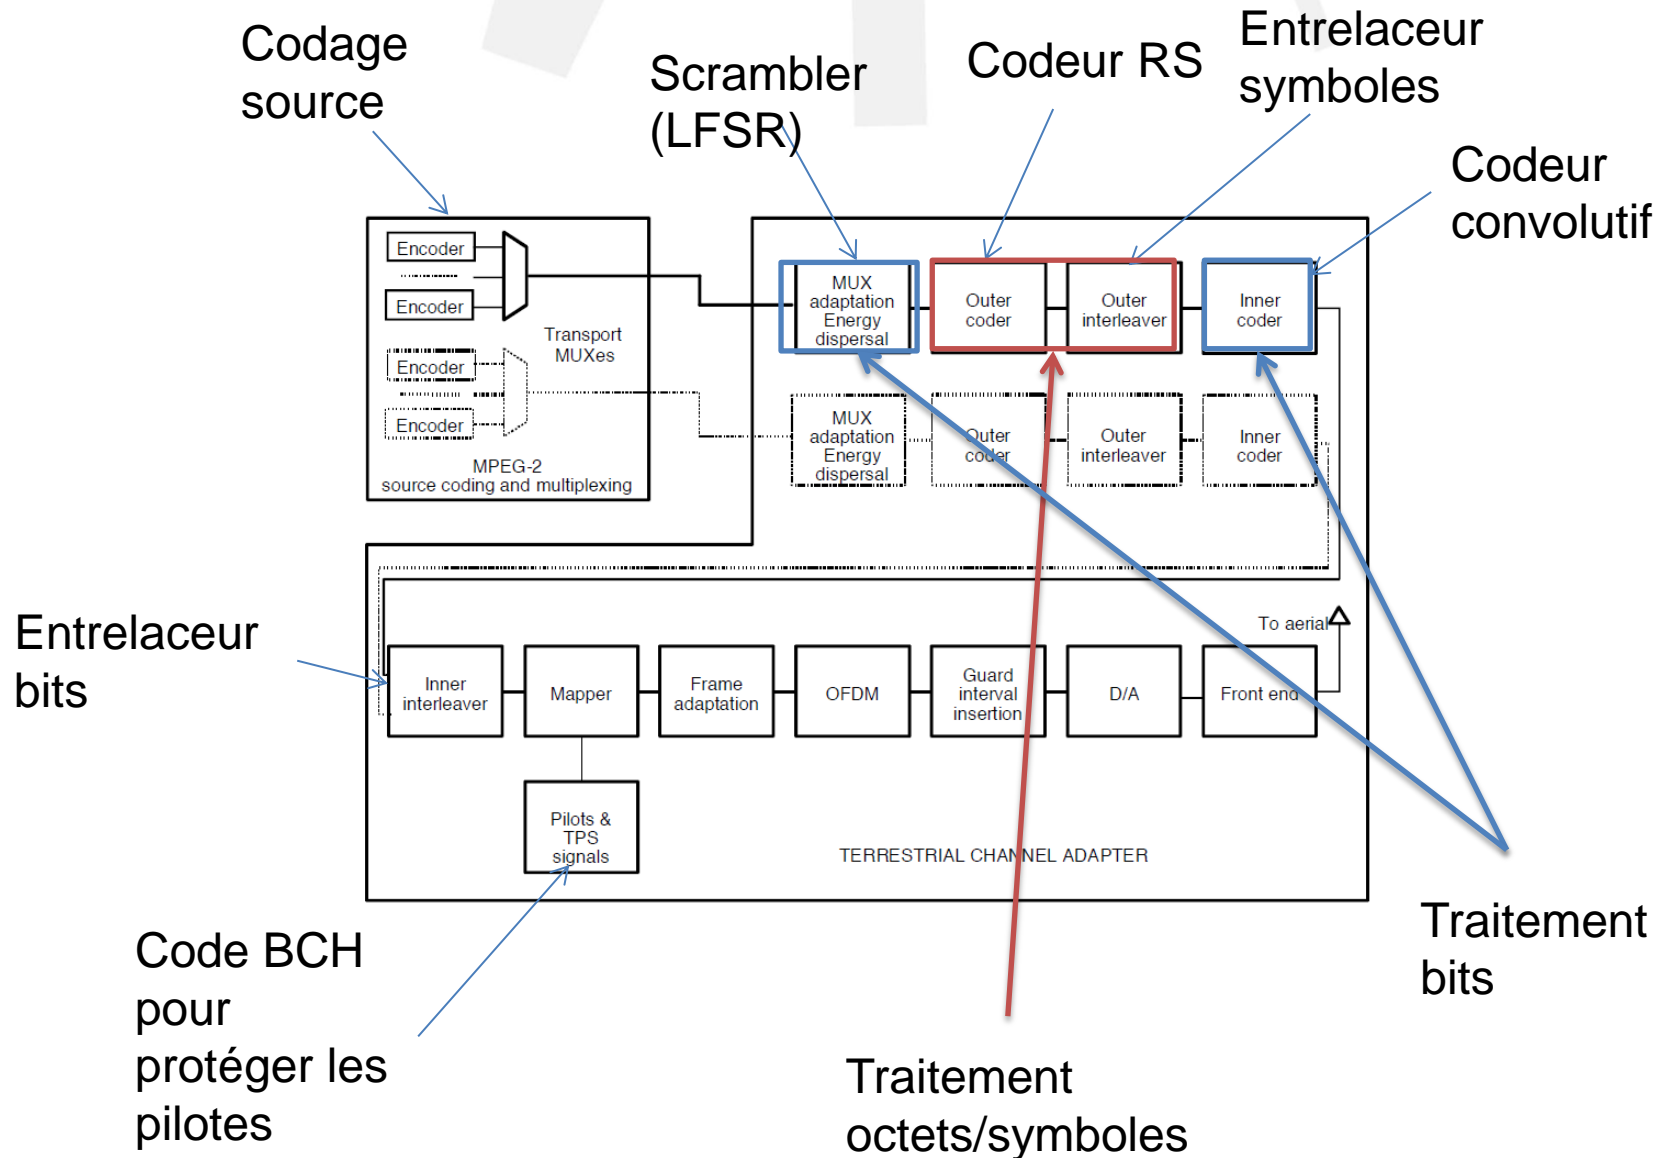 Codage
source
Scrambler
(LFSR)
Codeur RS
Entrelaceur
symboles
Codeur
convolutif
Encoder
Encoder
Transport
MUXes
Encoder
Encoder
MPEG-2
source coding and multiplexing
MUX
adaptation
Energy
dispersal
Outer
coder
Outer
interleaver
Inner
coder
MUX
adaptation
Energy
dispersal
Outer
coder
Outer
interleaver
Inner
coder
To aerial
Entrelaceur
bits
Inner
interleaver
Mapper
Frame
adaptation
OFDM
Guard
interval
insertion
D/A
Front end
Pilots &
TPS
signals
TERRESTRIAL CHANNEL ADAPTER
Code BCH
pour
protéger les
pilotes
Traitement
octets/symboles
Traitement
bits